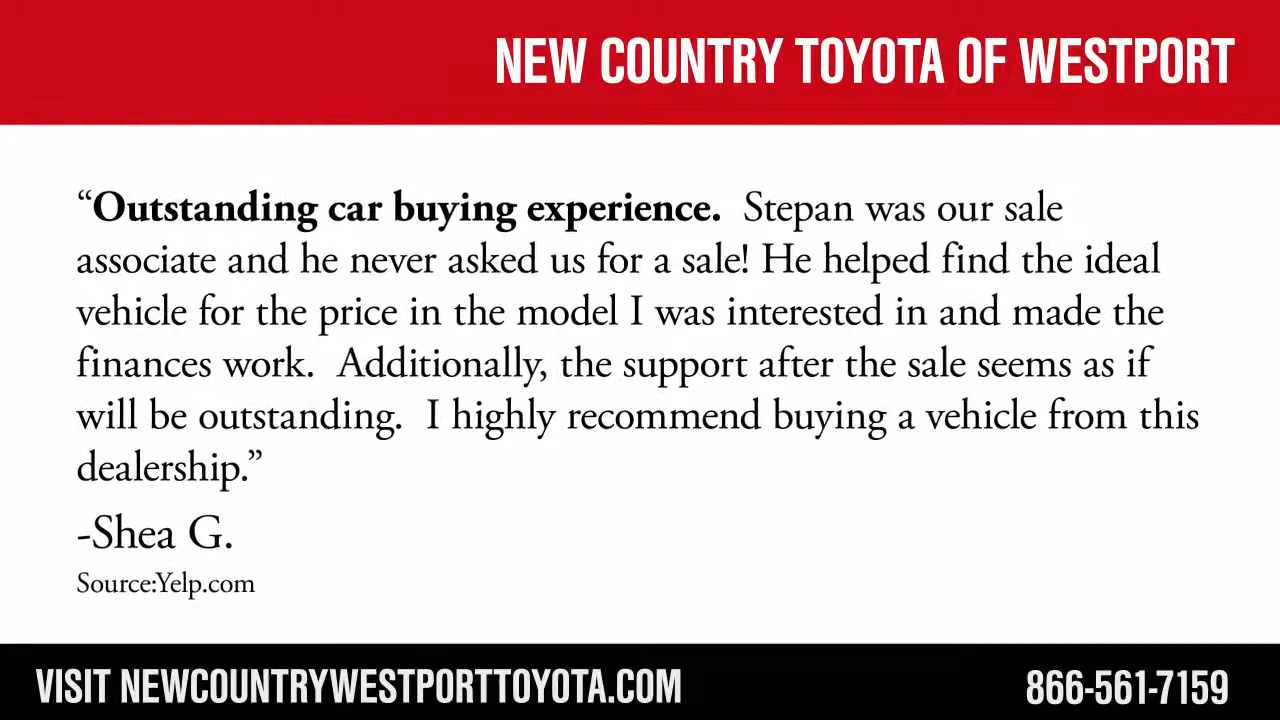 NEW COUNTRY TOYOTA OF WESTPORT
“Outstanding car buying experience.  Stepan was our sale
associate and he never asked us for a sale! He helped find the ideal
vehicle for the price in the model I was interested in and made the
finances work.  Additionally, the support after the sale seems as if
will be outstanding.  I highly recommend buying a vehicle from this
dealership.”
-Shea G.
Source:Yelp.com
VISIT NEWCOUNTRYWESTPORTTOYOTA.COM
866-561-7159